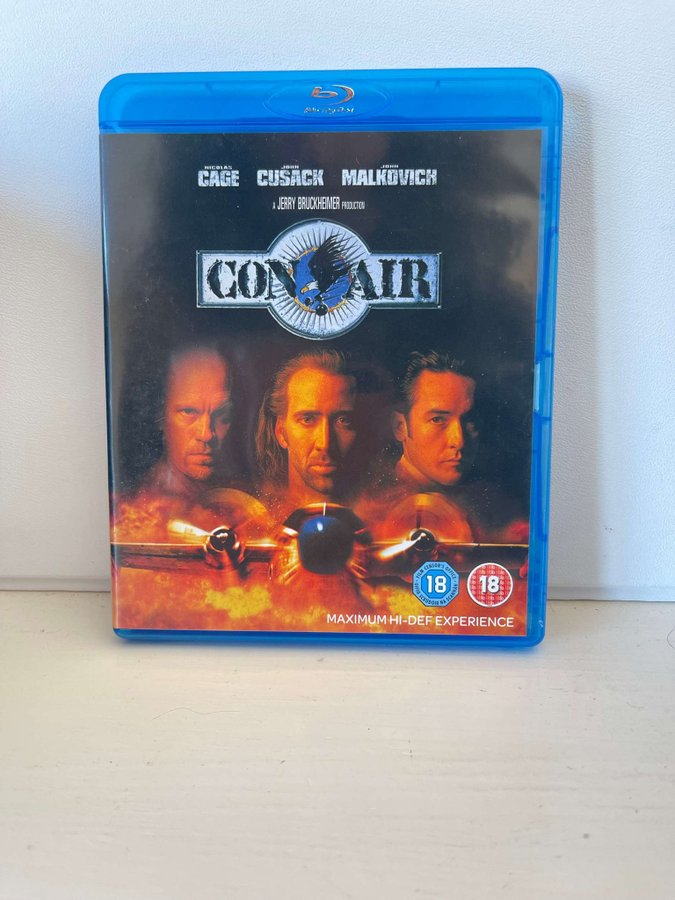 Blu-ray Disc
NICOLAS CAGE JOHN CUSACK JOHN MALKOVICH
A JERRY BRUCKHEIMER PRODUCTION
CON AIR
18 18
MAXIMUM HI-DEF EXPERIENCE